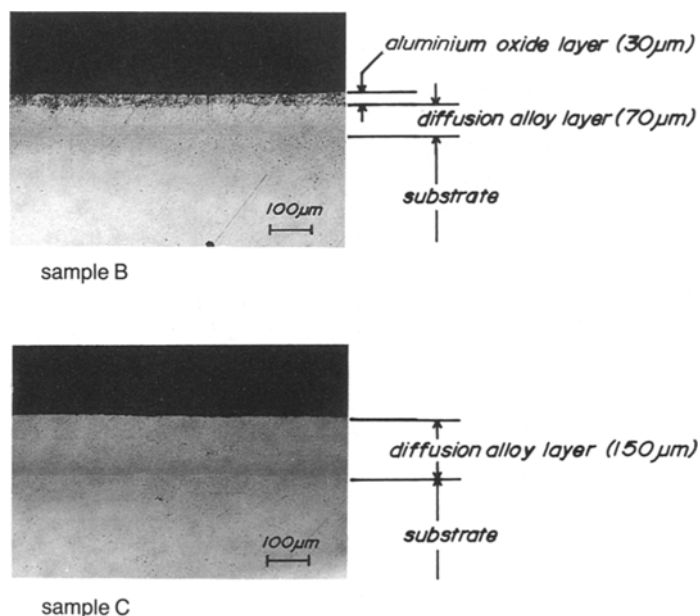 aluminium oxide layer (30µm)
diffusion alloy layer (70µm)
substrate
100µm
sample B
diffusion alloy layer (150µm)
substrate
100µm
sample C